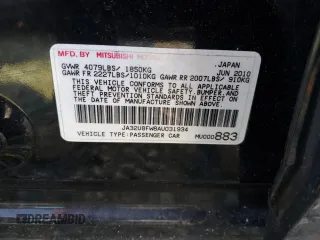 MFD. BY MITSUBISHI MOTORS
JAPAN
GVWR 4079LBS/ 1850KG JUN 2010
GAWR FR 2227LBS/1010KG GAWR RR 2007LBS/ 910KG
THIS VEHICLE CONFORMS TO ALL APPLICABLE
FEDERAL MOTOR VEHICLE SAFETY, BUMPER, AND
THEFT PREVENTION STANDARDS IN EFFECT ON
THE DATE OF MANUFACTURE SHOWN ABOVE.
JA32U8FW8AU031934
VEHICLE TYPE:PASSENGER CAR MU000883